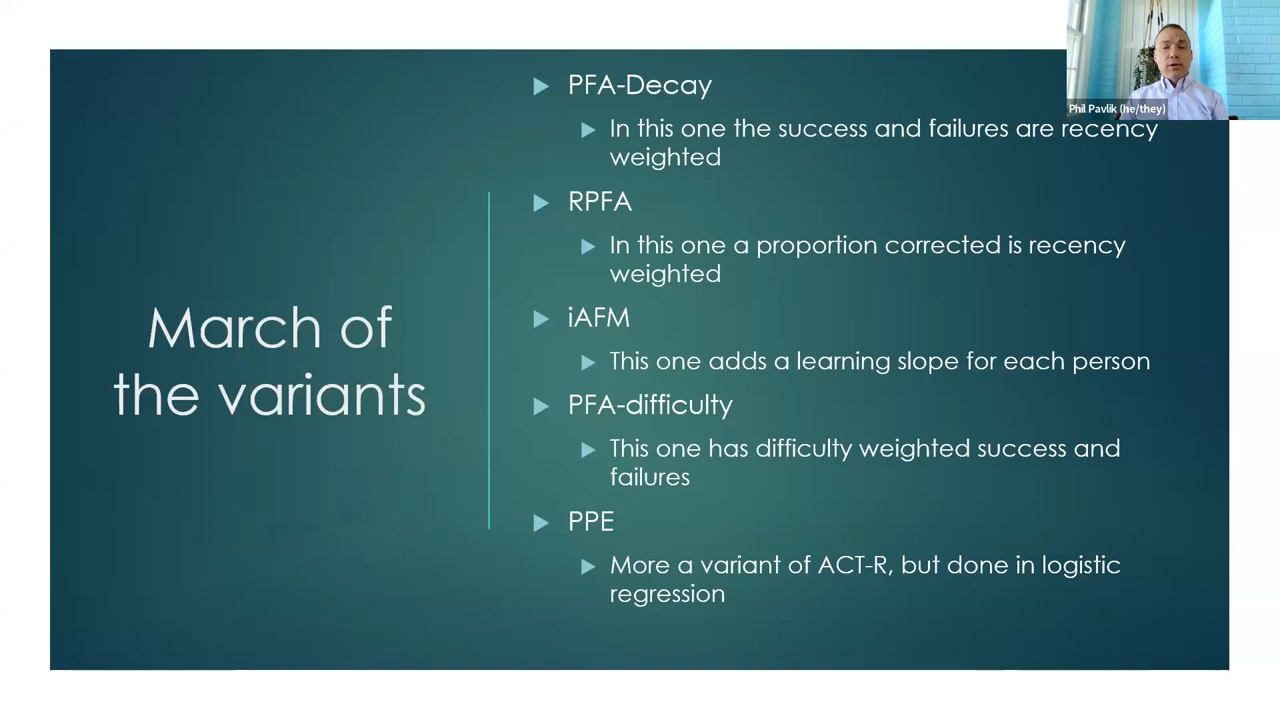 March of
the variants
PFA-Decay
In this one the success and failures are recency
weighted
RPFA
In this one a proportion corrected is recency
weighted
iAFM
This one adds a learning slope for each person
PFA-difficulty
This one has difficulty weighted success and
failures
PPE
More a variant of ACT-R, but done in logistic
regression
Phil Pavlik (he/they)